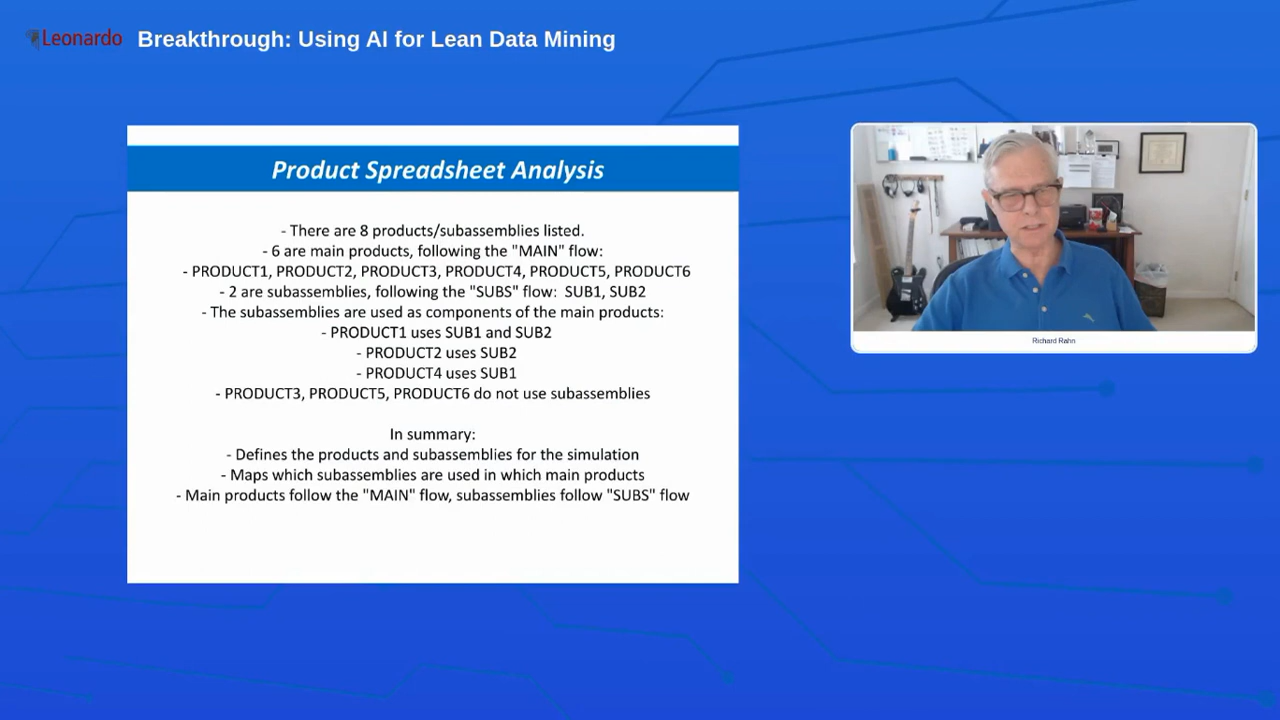 Leonardo
Breakthrough: Using AI for Lean Data Mining
Product Spreadsheet Analysis
- There are 8 products/subassemblies listed.
- 6 are main products, following the "MAIN" flow:
- PRODUCT1, PRODUCT2, PRODUCT3, PRODUCT4, PRODUCT5, PRODUCT6
- 2 are subassemblies, following the "SUBS" flow: SUB1, SUB2
- The subassemblies are used as components of the main products:
- PRODUCT1 uses SUB1 and SUB2
- PRODUCT2 uses SUB2
- PRODUCT4 uses SUB1
- PRODUCT3, PRODUCT5, PRODUCT6 do not use subassemblies
In summary:
- Defines the products and subassemblies for the simulation
- Maps which subassemblies are used in which main products
- Main products follow the "MAIN" flow, subassemblies follow "SUBS" flow
Richard Rahn